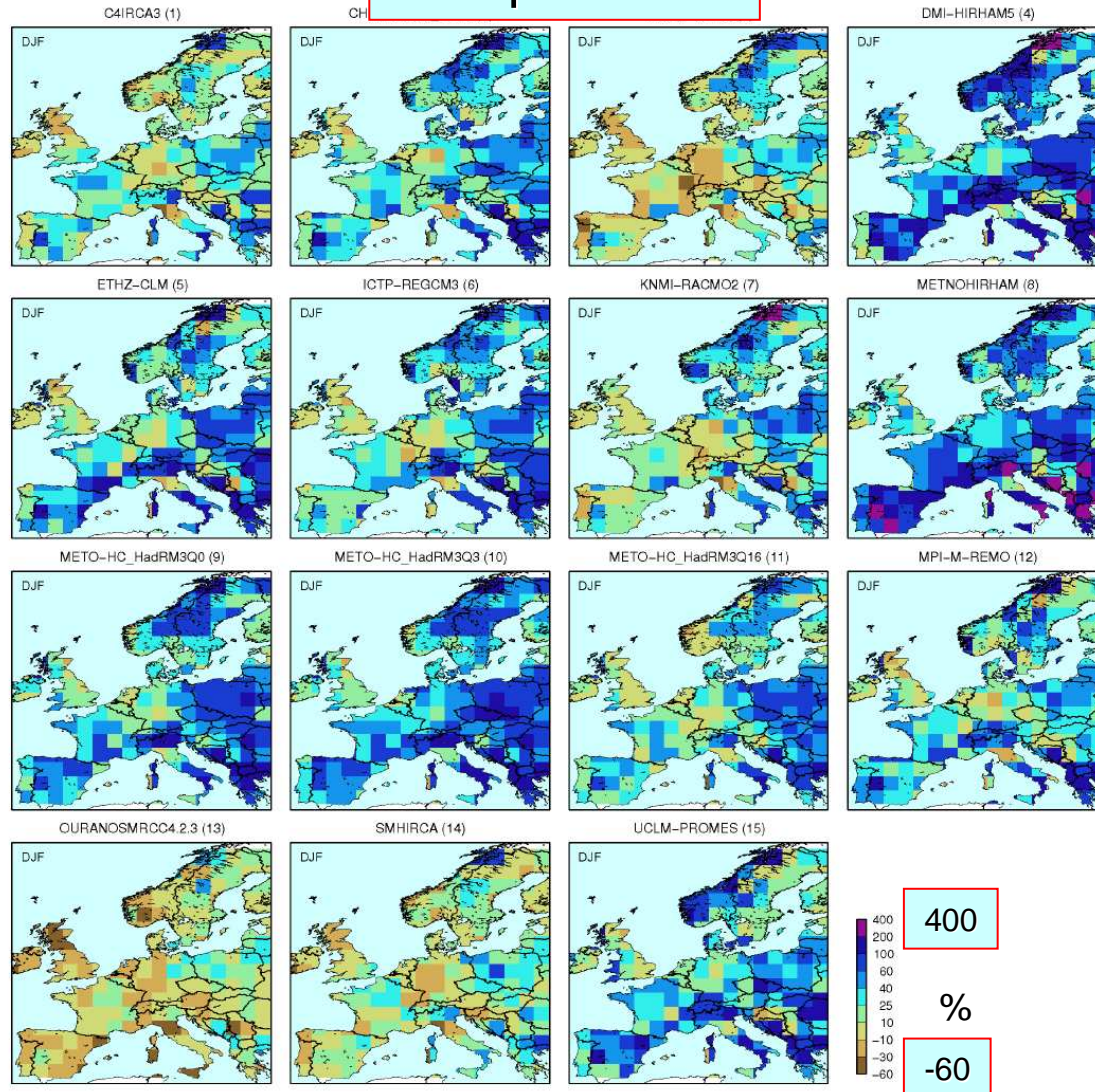 C4IRCA3 (1)
DMI-HIRHAM5 (4)
DJF
DJF
DJF
DJF
ETHZ-CLM (5)
ICTP-REGCM3 (6)
KNMI-RACMO2 (7)
METNOHIRHAM (8)
DJF
DJF
DJF
DJF
METO-HC_HadRM3Q0 (9)
METO-HC_HadRM3Q3 (10)
METO-HC_HadRM3Q16 (11)
MPI-M-REMO (12)
DJF
DJF
DJF
DJF
OURANOSMRCC4.2.3 (13)
SMHIRCA (14)
UCLM-PROMES (15)
DJF
DJF
DJF
400
200
100
60
40
25
10
-10
-30
-60
400
%
-60